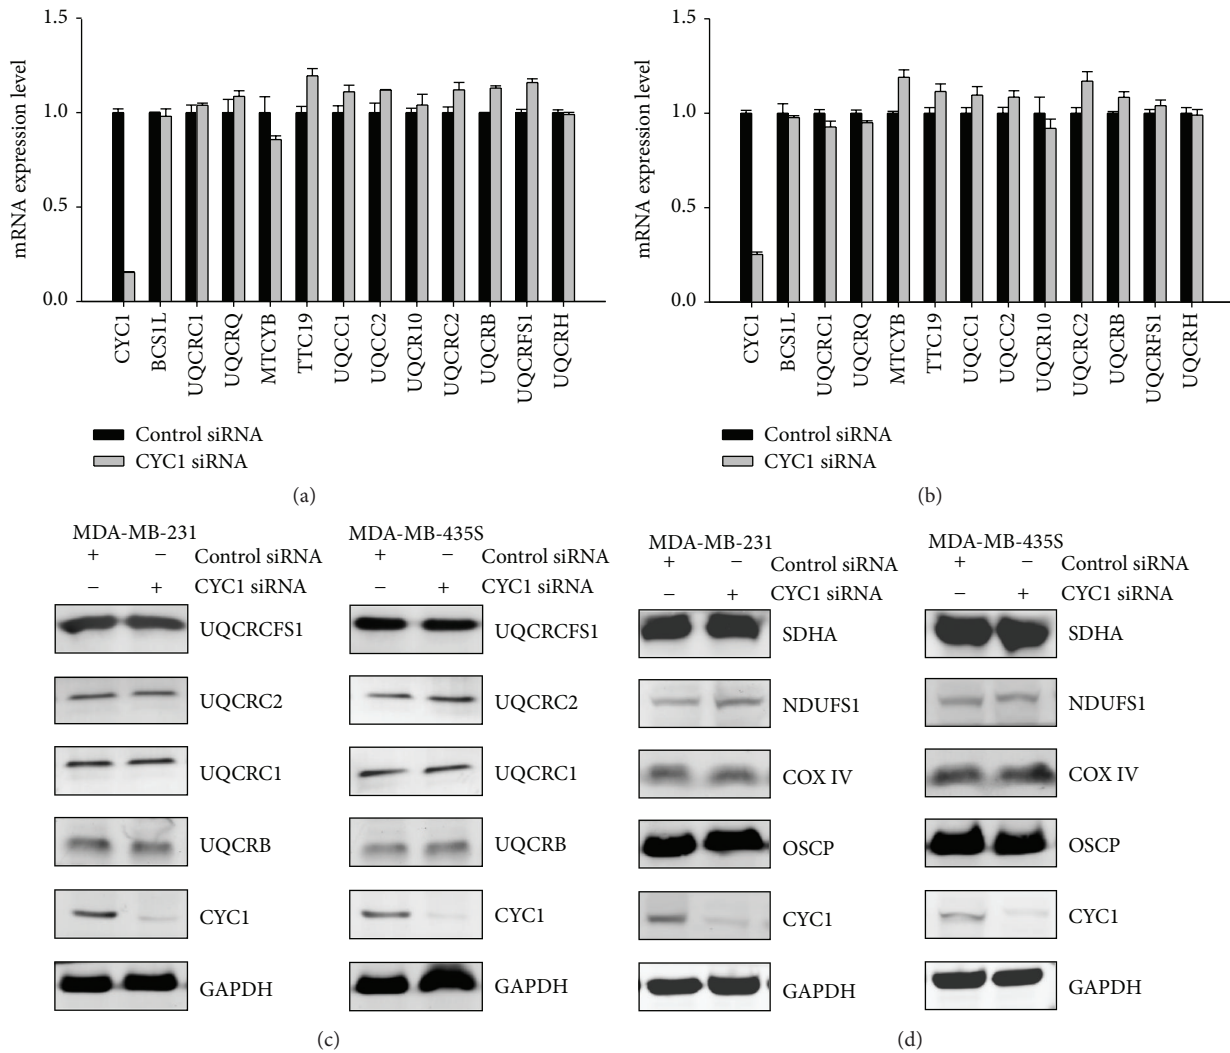 mRNA expression level
1.5
1.0
0.5
0.0
CYC1
BCS1L
UQCRC1
UQCRQ
MTCYB
TTC19
UQCC1
UQCC2
UQCR10
UQCRC2
UQCRB
UQCRFS1
UQCRH
Control siRNA
CYC1 siRNA
(a)
mRNA expression level
1.5
1.0
0.5
0.0
CYC1
BCS1L
UQCRC1
UQCRQ
MTCYB
TTC19
UQCC1
UQCC2
UQCR10
UQCRC2
UQCRB
UQCRFS1
UQCRH
Control siRNA
CYC1 siRNA
(b)
MDA-MB-231
+ − Control siRNA
− + CYC1 siRNA
UQCRCFS1
UQCRC2
UQCRC1
UQCRB
CYC1
GAPDH
MDA-MB-435S
+ − Control siRNA
− + CYC1 siRNA
UQCRCFS1
UQCRC2
UQCRC1
UQCRB
CYC1
GAPDH
(c)
MDA-MB-231
+ − Control siRNA
− + CYC1 siRNA
SDHA
NDUFS1
COX IV
OSCP
CYC1
GAPDH
MDA-MB-435S
+ − Control siRNA
− + CYC1 siRNA
SDHA
NDUFS1
COX IV
OSCP
CYC1
GAPDH
(d)